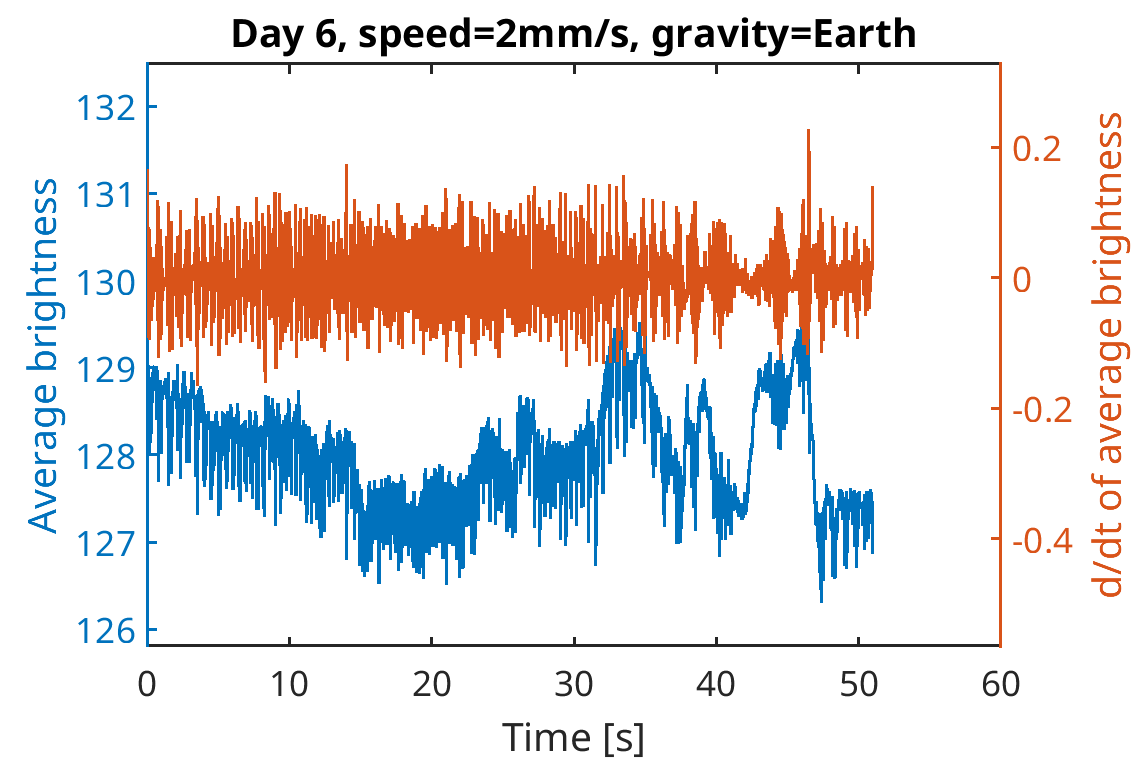 Day 6, speed=2mm/s, gravity=Earth
Average brightness
132
131
130
129
128
127
126
0.2
0
-0.2
-0.4
d/dt of average brightness
0 10 20 30 40 50 60
Time [s]